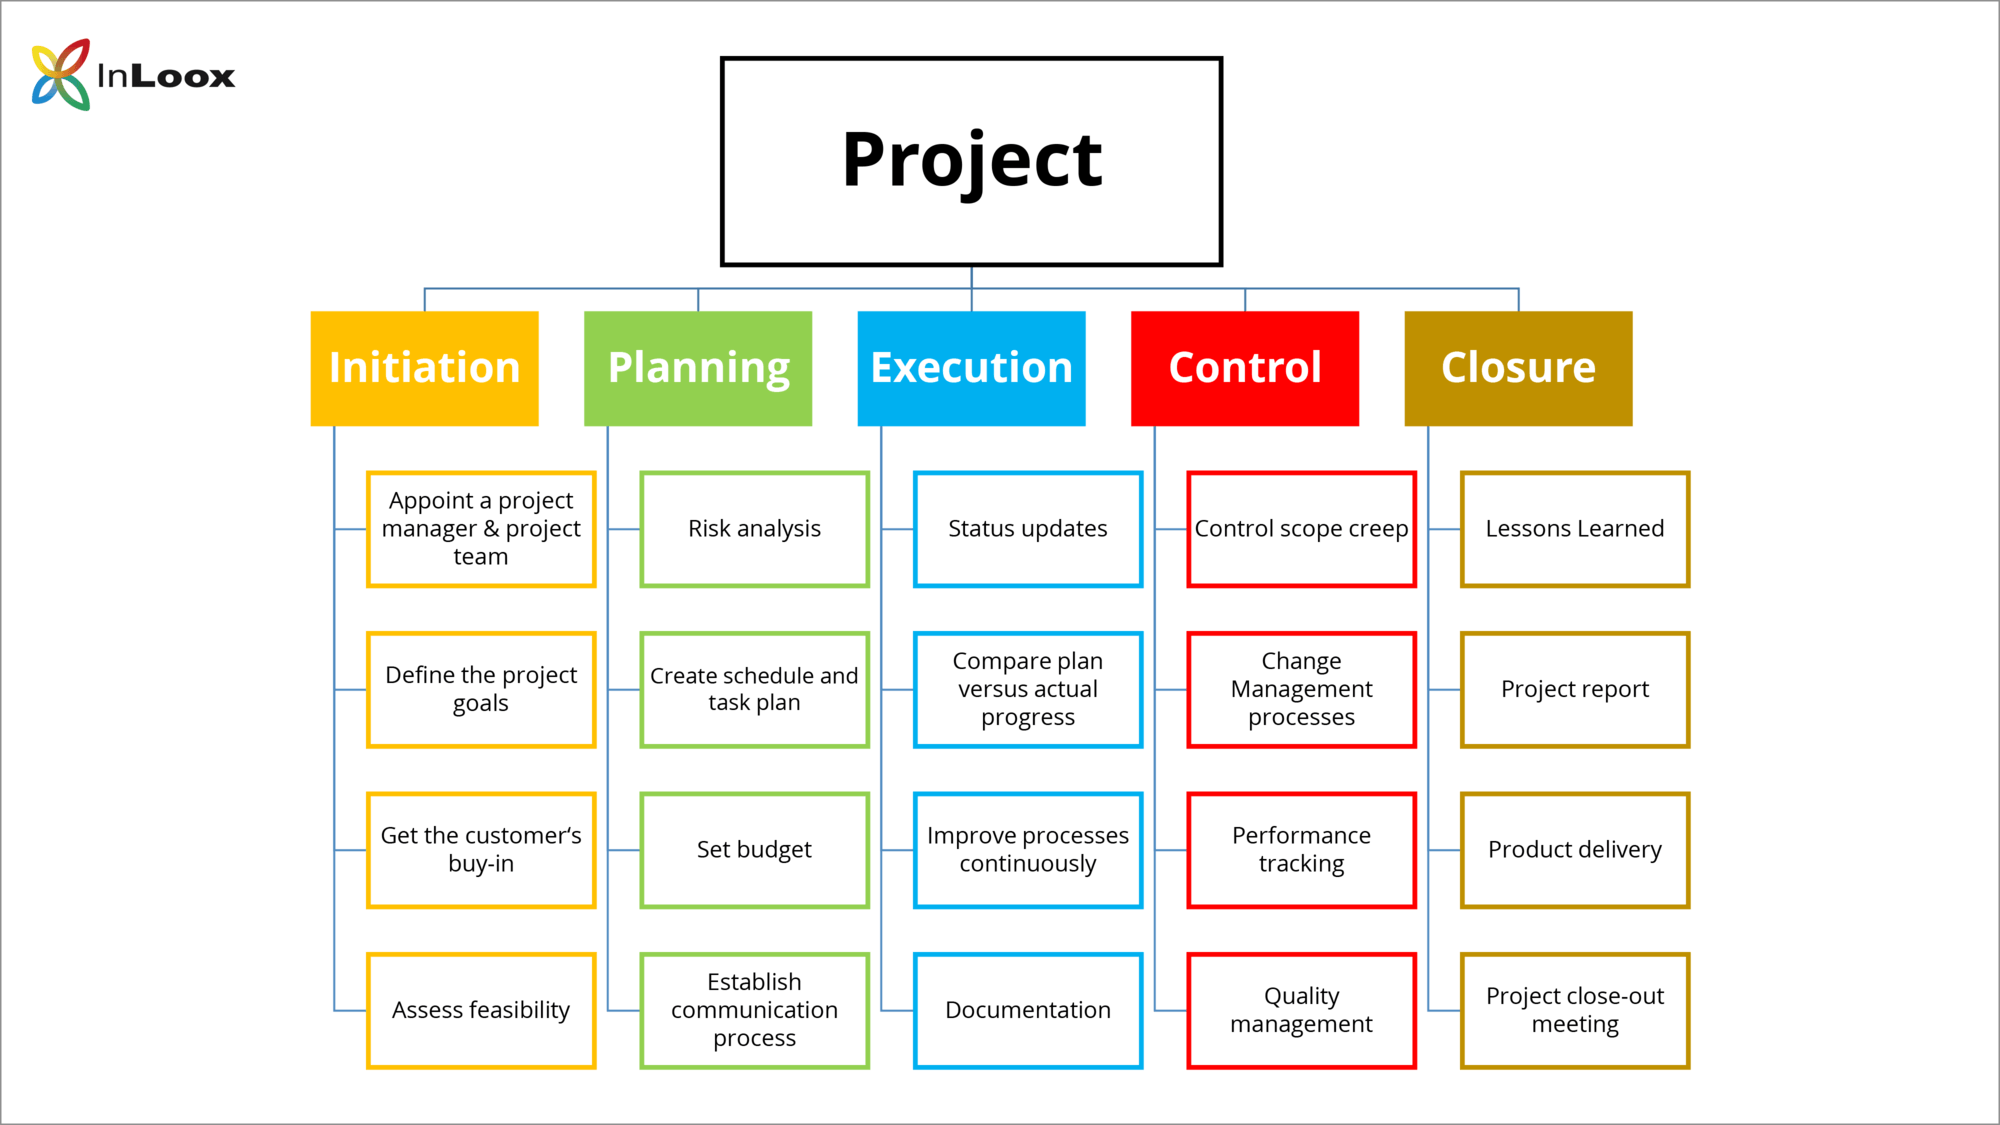 InLoox
Project
Initiation
Planning
Execution
Control
Closure
Appoint a project
manager & project
team
Define the project
goals
Get the customer‘s
buy-in
Assess feasibility
Risk analysis
Create schedule and
task plan
Set budget
Establish
communication
process
Status updates
Compare plan
versus actual
progress
Improve processes
continuously
Documentation
Control scope creep
Change
Management
processes
Performance
tracking
Quality
management
Lessons Learned
Project report
Product delivery
Project close-out
meeting